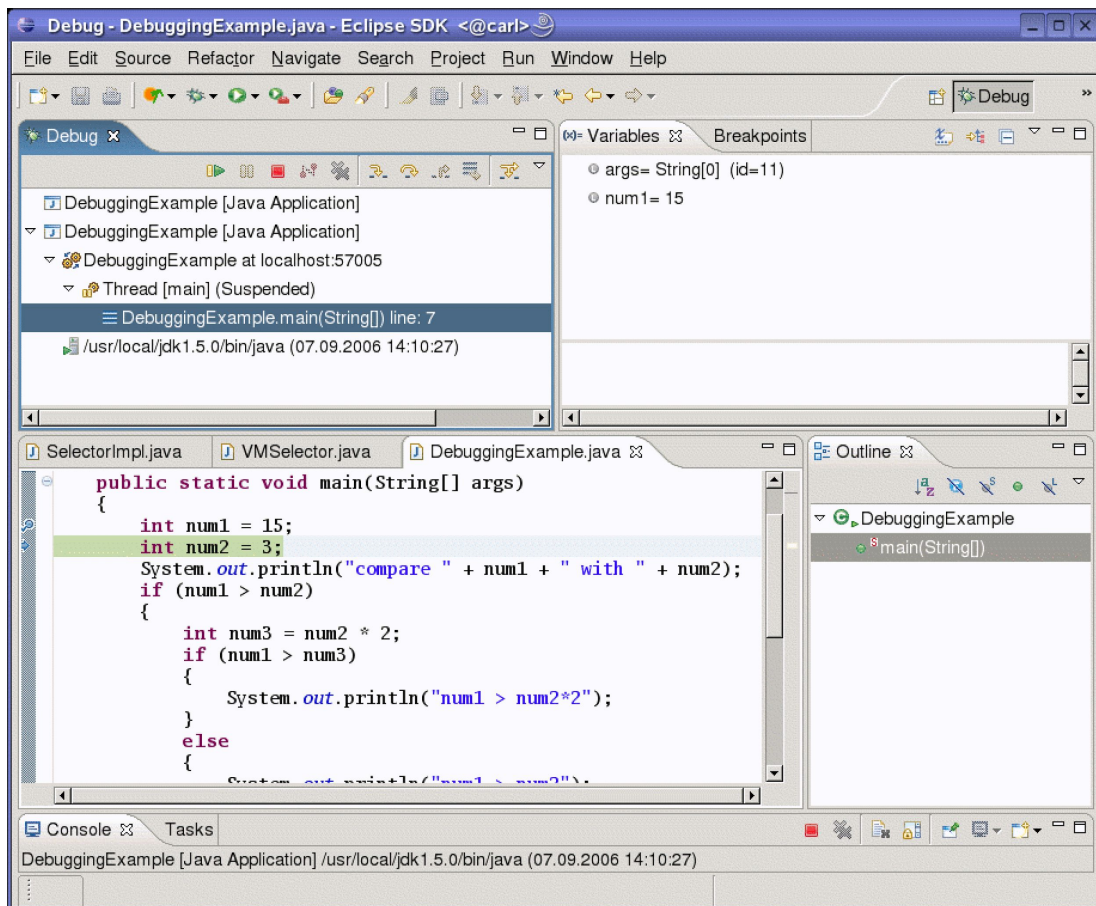 Debug - DebuggingExample.java - Eclipse SDK <@carl>
File Edit Source Refactor Navigate Search Project Run Window Help
Debug »
Debug
DebuggingExample [Java Application]
DebuggingExample [Java Application]
DebuggingExample at localhost:57005
Thread [main] (Suspended)
DebuggingExample.main(String[]) line: 7
/usr/local/jdk1.5.0/bin/java (07.09.2006 14:10:27)
(x)= Variables Breakpoints
args= String[0] (id=11)
num1= 15
SelectorImpl.java VMSelector.java DebuggingExample.java
public static void main(String[] args)
{
int num1 = 15;
int num2 = 3;
System.out.println("compare " + num1 + " with " + num2);
if (num1 > num2)
{
int num3 = num2 * 2;
if (num1 > num3)
{
System.out.println("num1 > num2*2");
}
else
{
System.out.println("num1 > num2");
Outline
DebuggingExample
main(String[])
Console Tasks
DebuggingExample [Java Application] /usr/local/jdk1.5.0/bin/java (07.09.2006 14:10:27)